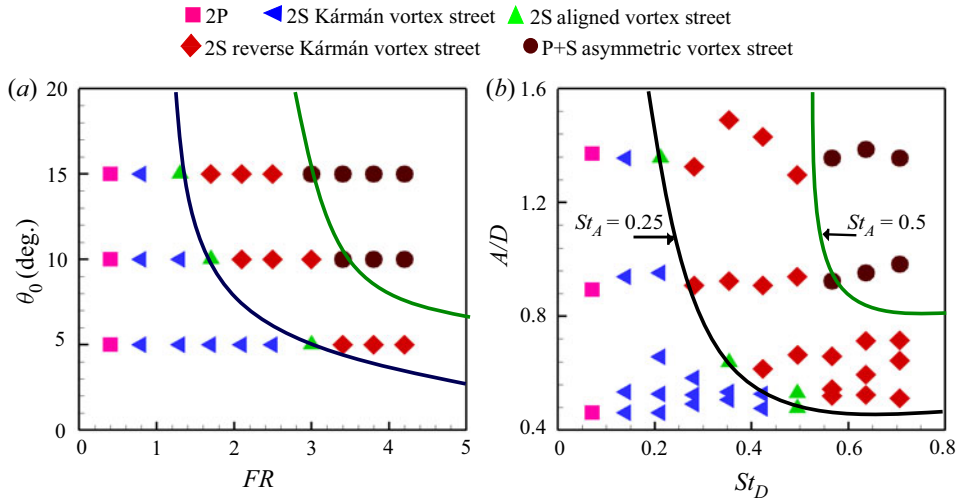 2P 2S Kármán vortex street 2S aligned vortex street
2S reverse Kármán vortex street P+S asymmetric vortex street
(a)
20
15
10
5
0
θ0 (deg.)
0 1 2 3 4 5
FR
(b)
1.6
1.2
0.8
0.4
A/D
StA = 0.25
StA = 0.5
0 0.2 0.4 0.6 0.8
StD